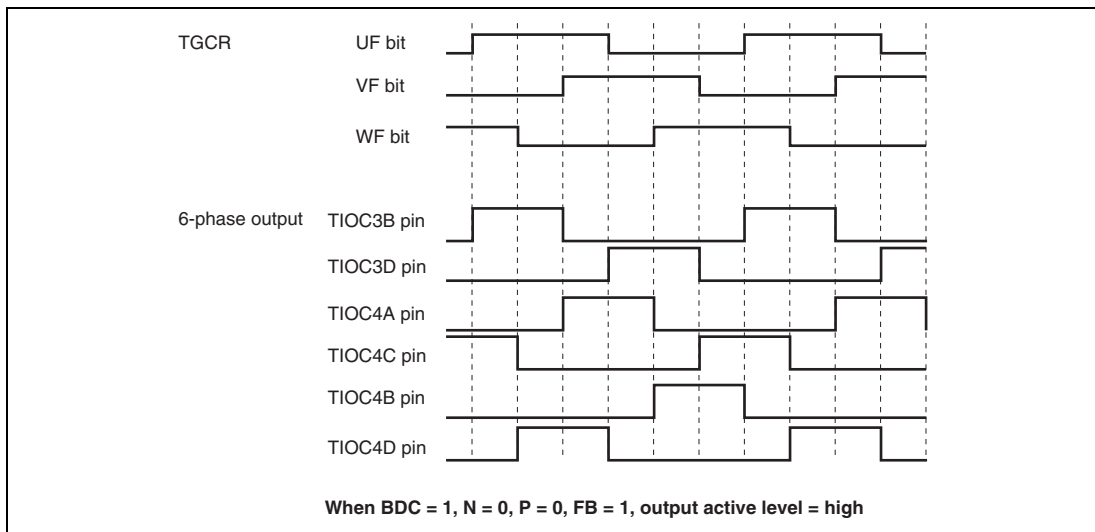 TGCR UF bit
VF bit
WF bit
6-phase output TIOC3B pin
TIOC3D pin
TIOC4A pin
TIOC4C pin
TIOC4B pin
TIOC4D pin
When BDC = 1, N = 0, P = 0, FB = 1, output active level = high